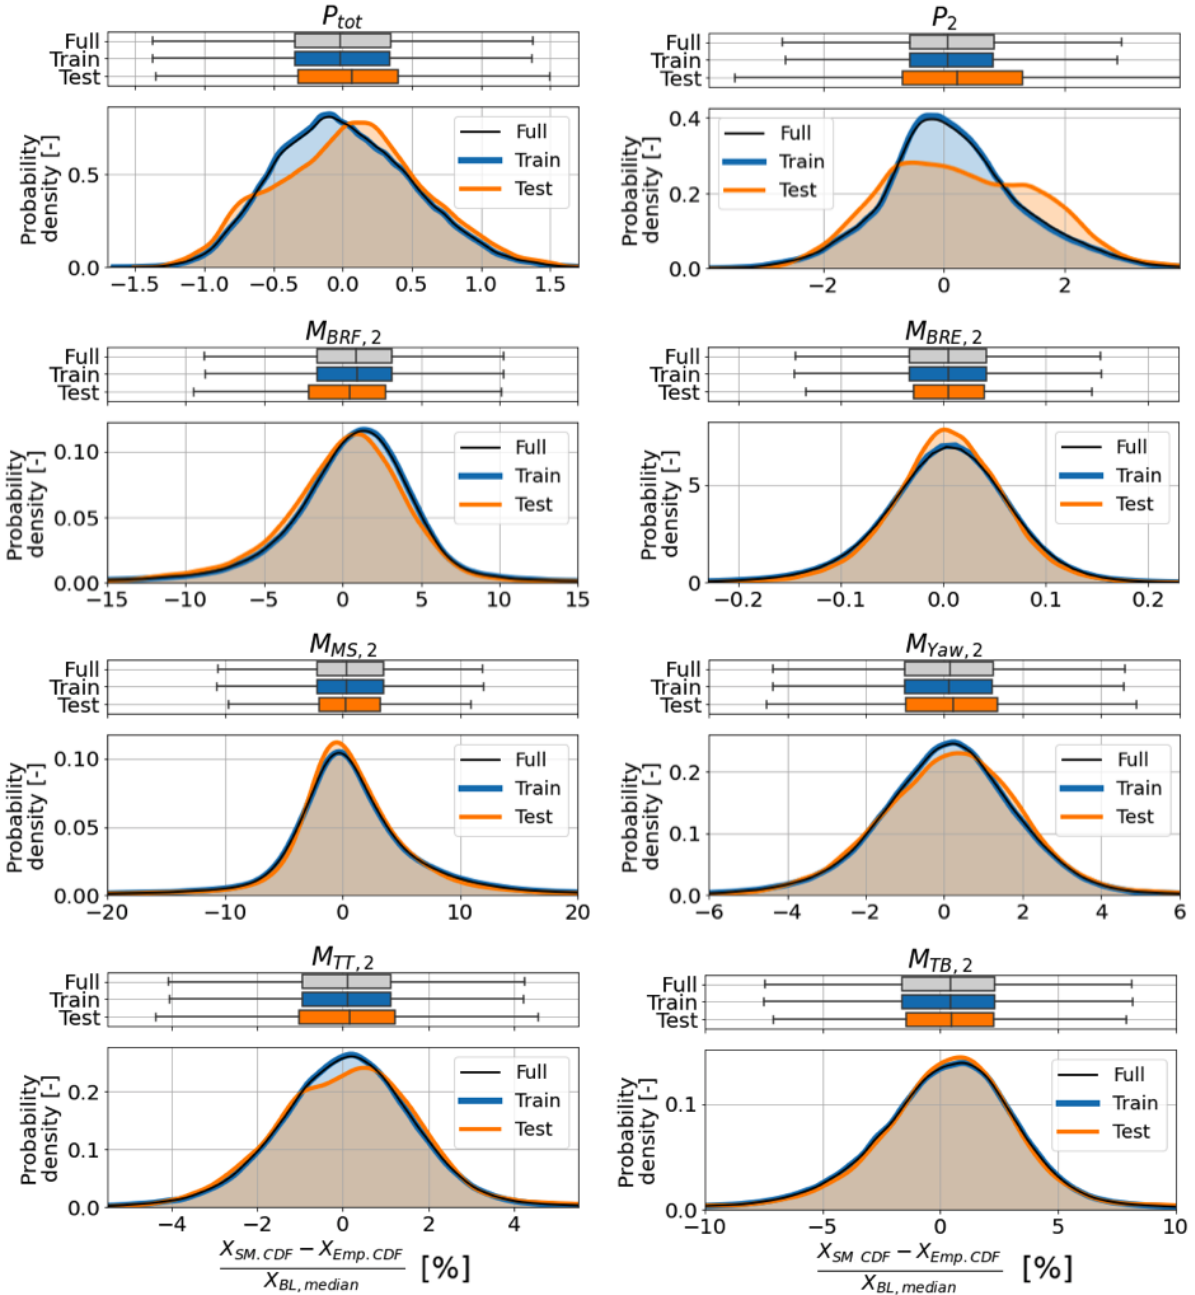 P_tot
Full
Train
Test
Probability
density [-]
0.5
0.0
Full
Train
Test
−1.5 −1.0 −0.5 0.0 0.5 1.0 1.5
P_2
Full
Train
Test
Probability
density [-]
0.4
0.2
0.0
Full
Train
Test
−2 0 2
M_BRF, 2
Full
Train
Test
Probability
density [-]
0.10
0.05
0.00
Full
Train
Test
−15 −10 −5 0 5 10 15
M_BRE, 2
Full
Train
Test
Probability
density [-]
5
0
Full
Train
Test
−0.2 −0.1 0.0 0.1 0.2
M_MS, 2
Full
Train
Test
Probability
density [-]
0.10
0.05
0.00
Full
Train
Test
−20 −10 0 10 20
M_Yaw, 2
Full
Train
Test
Probability
density [-]
0.2
0.1
0.0
Full
Train
Test
−6 −4 −2 0 2 4 6
M_TT, 2
Full
Train
Test
Probability
density [-]
0.2
0.1
0.0
Full
Train
Test
−4 −2 0 2 4
X_SM. CDF − X_Emp. CDF
X_BL, median
[%]
M_TB, 2
Full
Train
Test
Probability
density [-]
0.1
0.0
Full
Train
Test
−10 −5 0 5 10
X_SM CDF − X_Emp. CDF
X_BL, median
[%]